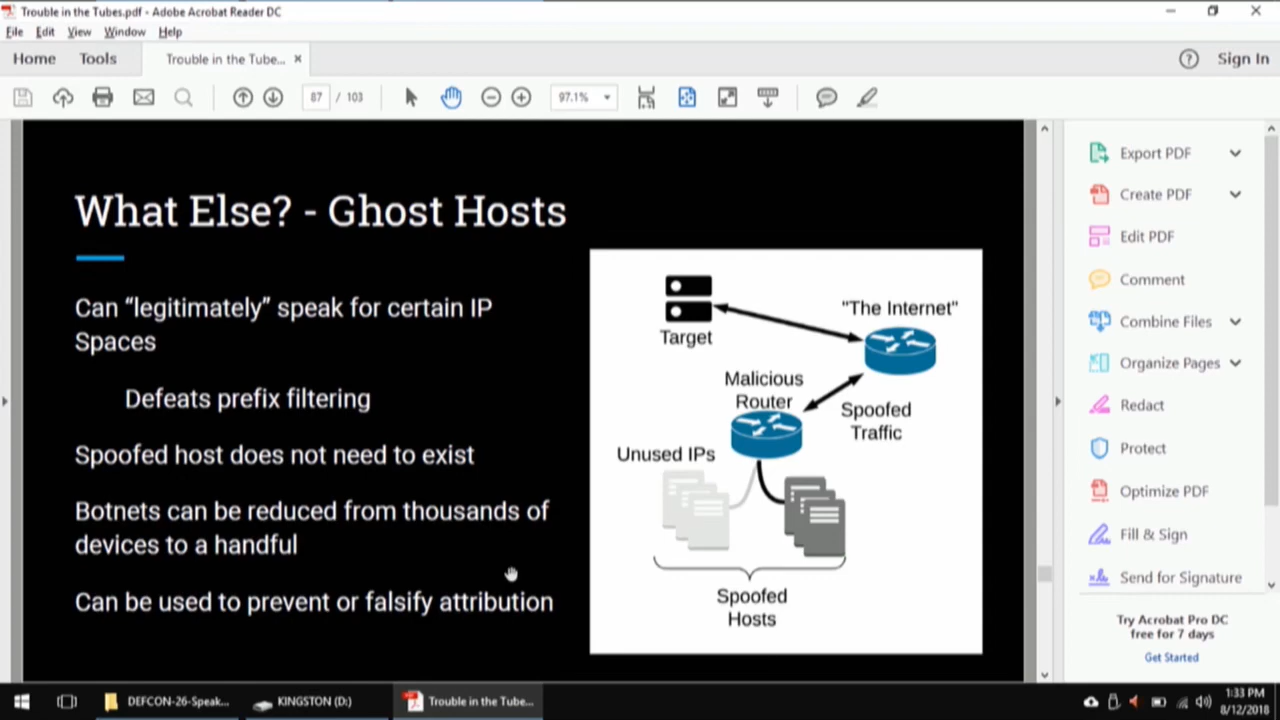 Trouble in the Tubes.pdf - Adobe Acrobat Reader DC
File Edit View Window Help
Home Tools Trouble in the Tube... × Sign In
87 / 103 97.1%
What Else? - Ghost Hosts
Can “legitimately” speak for certain IP
Spaces
Defeats prefix filtering
Spoofed host does not need to exist
Botnets can be reduced from thousands of
devices to a handful
Can be used to prevent or falsify attribution
"The Internet"
Target
Malicious
Router
Spoofed
Traffic
Unused IPs
Spoofed
Hosts
Export PDF
Create PDF
Edit PDF
Comment
Combine Files
Organize Pages
Redact
Protect
Optimize PDF
Fill & Sign
Send for Signature
Try Acrobat Pro DC
free for 7 days
Get Started
DEFCON-26-Speak... KINGSTON (D:) Trouble in the Tube...
1:33 PM
8/12/2018